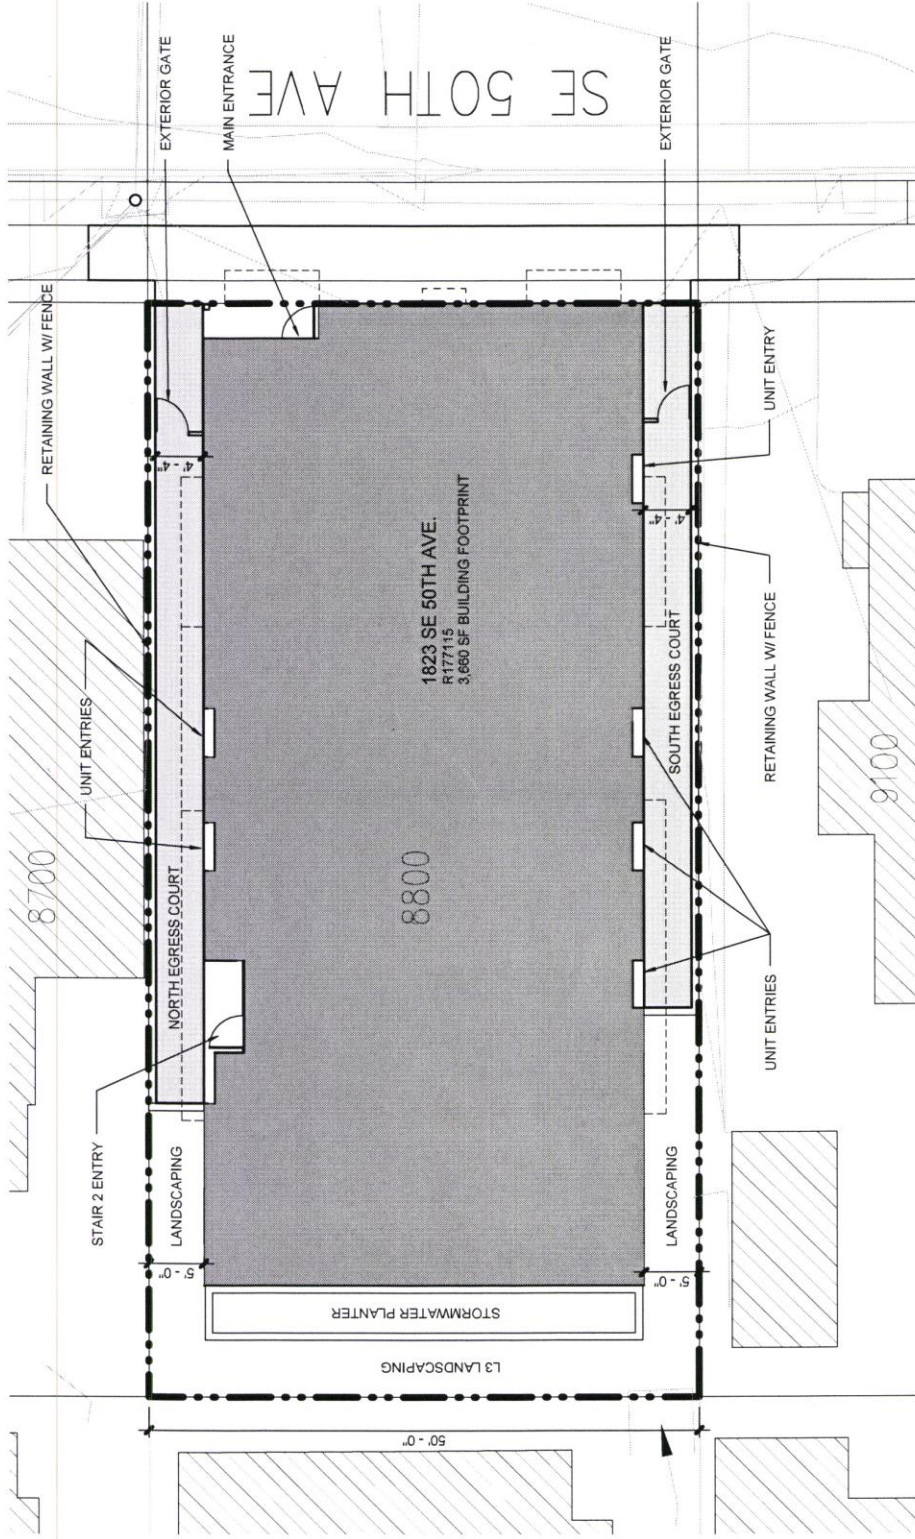 SE 50TH AVE
EXTERIOR GATE
MAIN ENTRANCE
EXTERIOR GATE
RETAINING WALL W/ FENCE
UNIT ENTRY
4' - 4"
4' - 4"
1823 SE 50TH AVE.
R177115
3,660 SF BUILDING FOOTPRINT
UNIT ENTRIES
SOUTH EGRESS COURT
RETAINING WALL W/ FENCE
8700
8800
9100
NORTH EGRESS COURT
UNIT ENTRIES
STAIR 2 ENTRY
LANDSCAPING
LANDSCAPING
5' - 0"
5' - 0"
STORMWATER PLANTER
L3 LANDSCAPING
50' - 0"